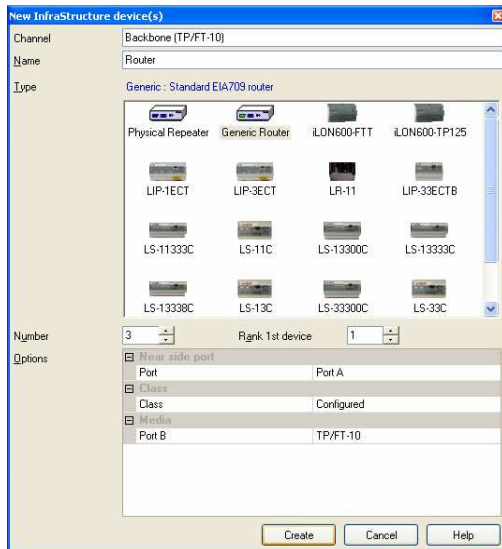 New InfraStructure device(s)
Channel Backbone (TP/FT-10)
Name Router
Type Generic : Standard EIA709 router
Physical Repeater Generic Router iLON600-FTT iLON600-TP125
LIP-1ECT LIP-3ECT LR-11 LIP-33ECTB
LS-11333C LS-11C LS-13300C LS-13333C
LS-13338C LS-13C LS-33300C LS-33C
Number 3 Rank 1st device 1
Options Near side port
Port Port A
Class
Class Configured
Media
Port B TP/FT-10
Create Cancel Help